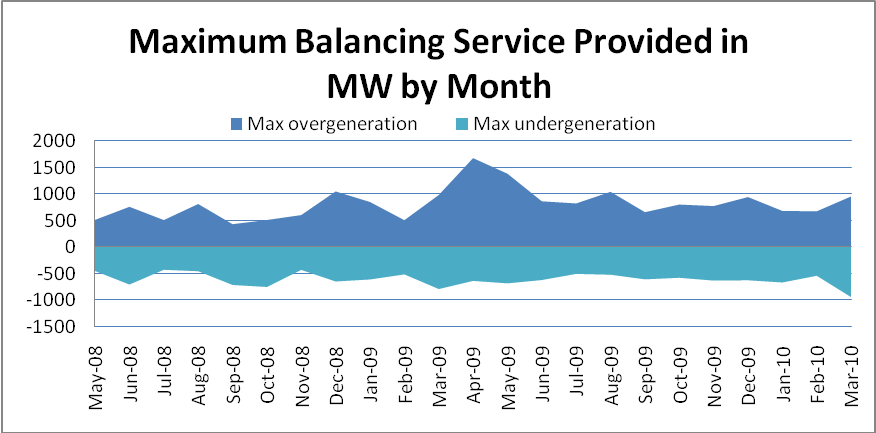 Maximum Balancing Service Provided in
MW by Month
Max overgeneration Max undergeneration
2000
1500
1000
500
0
-500
-1000
-1500
May-08
Jun-08
Jul-08
Aug-08
Sep-08
Oct-08
Nov-08
Dec-08
Jan-09
Feb-09
Mar-09
Apr-09
May-09
Jun-09
Jul-09
Aug-09
Sep-09
Oct-09
Nov-09
Dec-09
Jan-10
Feb-10
Mar-10